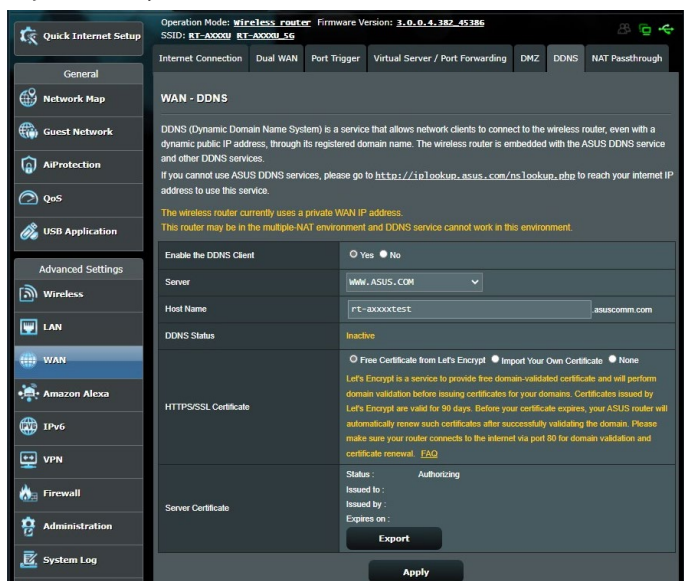 Operation Mode: Wireless router Firmware Version: 3.0.0.4.382_45386
SSID: RT-AXXXU RT-AXXXU_5G
Quick Internet Setup
General
Network Map
Guest Network
AiProtection
QoS
USB Application
Advanced Settings
Wireless
LAN
WAN
Amazon Alexa
IPv6
VPN
Firewall
Administration
System Log
Internet Connection Dual WAN Port Trigger Virtual Server / Port Forwarding DMZ DDNS NAT Passthrough
WAN - DDNS
DDNS (Dynamic Domain Name System) is a service that allows network clients to connect to the wireless router, even with a
dynamic public IP address, through its registered domain name. The wireless router is embedded with the ASUS DDNS service
and other DDNS services.
If you cannot use ASUS DDNS services, please go to http://iplookup.asus.com/nslookup.php to reach your internet IP
address to use this service.
The wireless router currently uses a private WAN IP address.
This router may be in the multiple-NAT environment and DDNS service cannot work in this environment.
Enable the DDNS Client Yes No
Server WWW.ASUS.COM
Host Name rt-axxxxtest .asuscomm.com
DDNS Status Inactive
HTTPS/SSL Certificate
Free Certificate from Let's Encrypt Import Your Own Certificate None
Let's Encrypt is a service to provide free domain-validated certificate and will perform
domain validation before issuing certificates for your domains. Certificates issued by
Let's Encrypt are valid for 90 days. Before your certificate expires, your ASUS router will
automatically renew such certificates after successfully validating the domain. Please
make sure your router connects to the internet via port 80 for domain validation and
certificate renewal. FAQ
Server Certificate
Status : Authorizing
Issued to :
Issued by :
Expires on :
Export
Apply